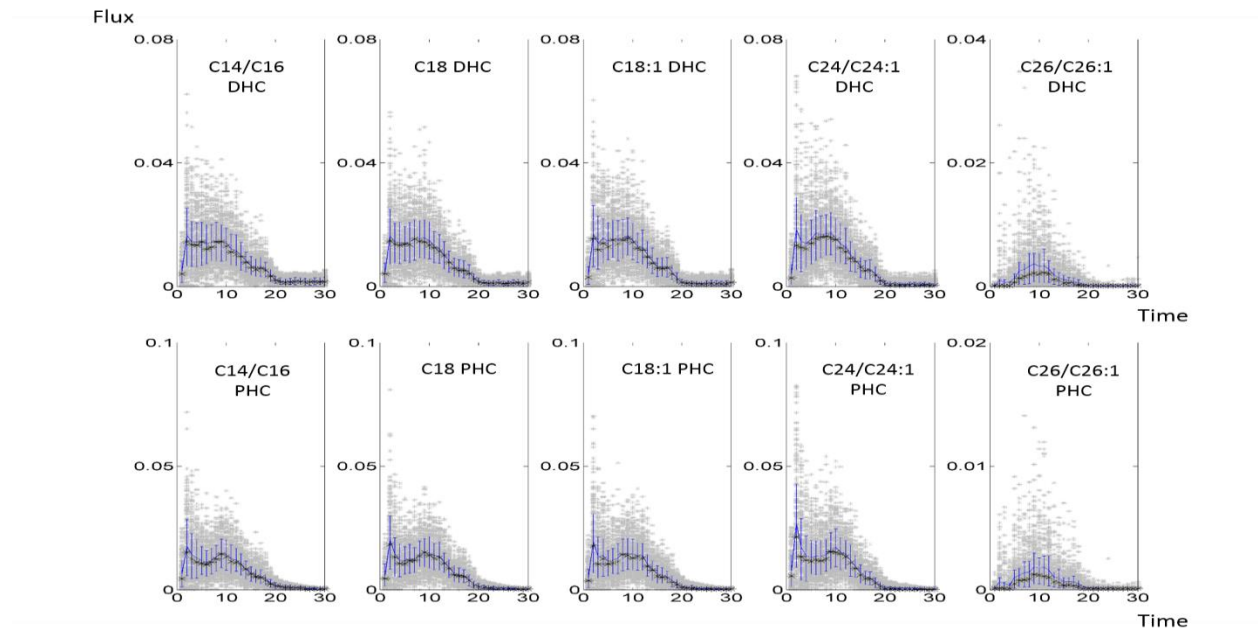 Flux
0.08 0.08 0.08 0.08 0.04
C14/C16 C18 DHC C18:1 DHC C24/C24:1 C26/C26:1
DHC DHC DHC
0.04 0.04 0.04 0.04 0.02
0 0 0 0 0
0 10 20 30 0 10 20 30 0 10 20 30 0 10 20 30 0 10 20 30
Time
0.1 0.1 0.1 0.1 0.02
C14/C16 C18 PHC C18:1 PHC C24/C24:1 C26/C26:1
PHC PHC PHC
0.05 0.05 0.05 0.05 0.01
0 0 0 0 0
0 10 20 30 0 10 20 30 0 10 20 30 0 10 20 30 0 10 20 30
Time